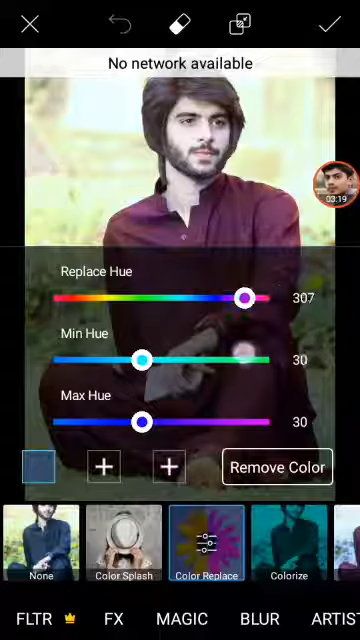 No network available
03:19
Replace Hue
307
Min Hue
30
Max Hue
30
Remove Color
None
Color Splash
Color Replace
Colorize
FLTR
FX
MAGIC
BLUR
ARTIS